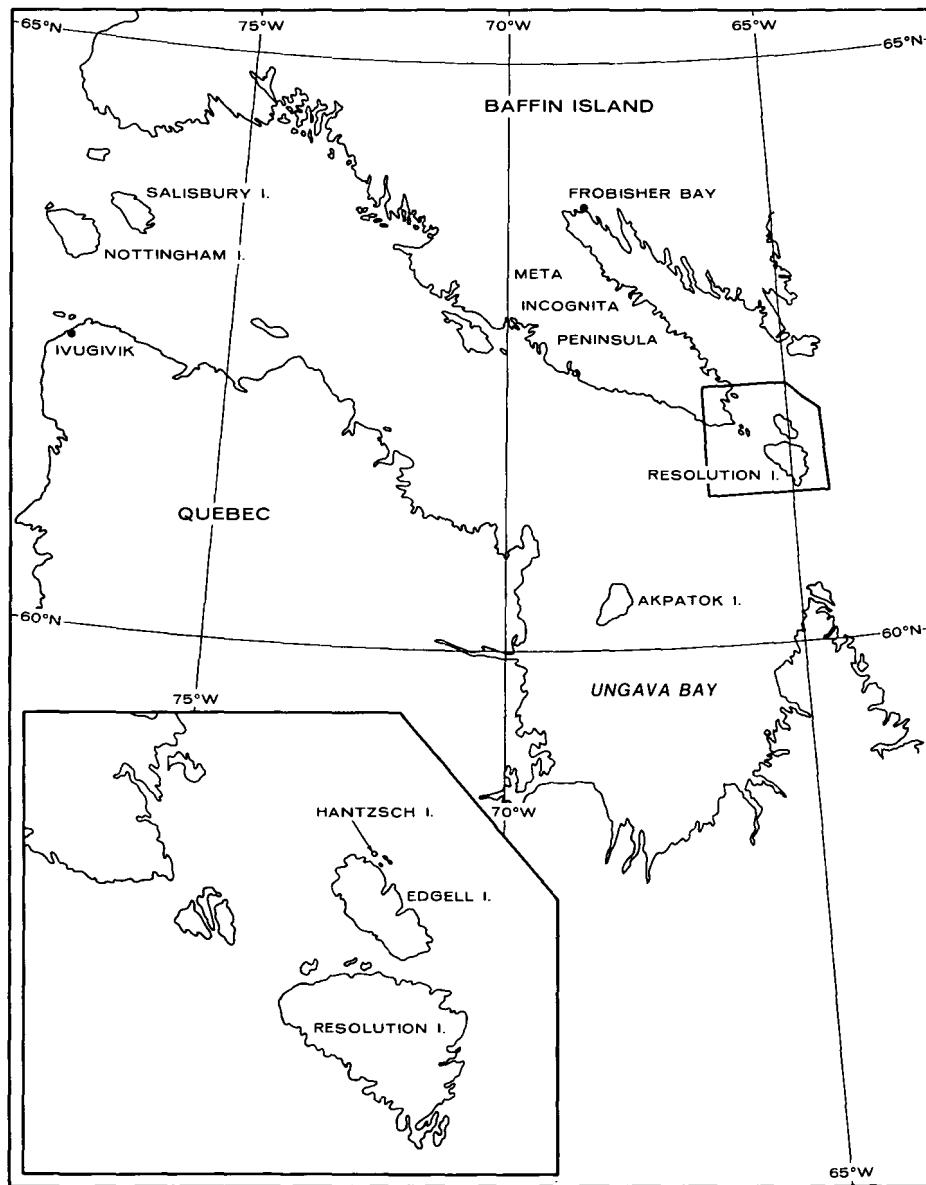 75°W
70°W
65°W
65°N
65°N
BAFFIN ISLAND
SALISBURY I.
FROBISHER BAY
NOTTINGHAM I.
META
INCOGNITA
PENINSULA
IVUGIVIK
RESOLUTION I.
QUEBEC
AKPATOK I.
60°N
60°N
UNGAVA BAY
75°W
70°W
HANTZSCH I.
EDGELL I.
RESOLUTION I.
65°W